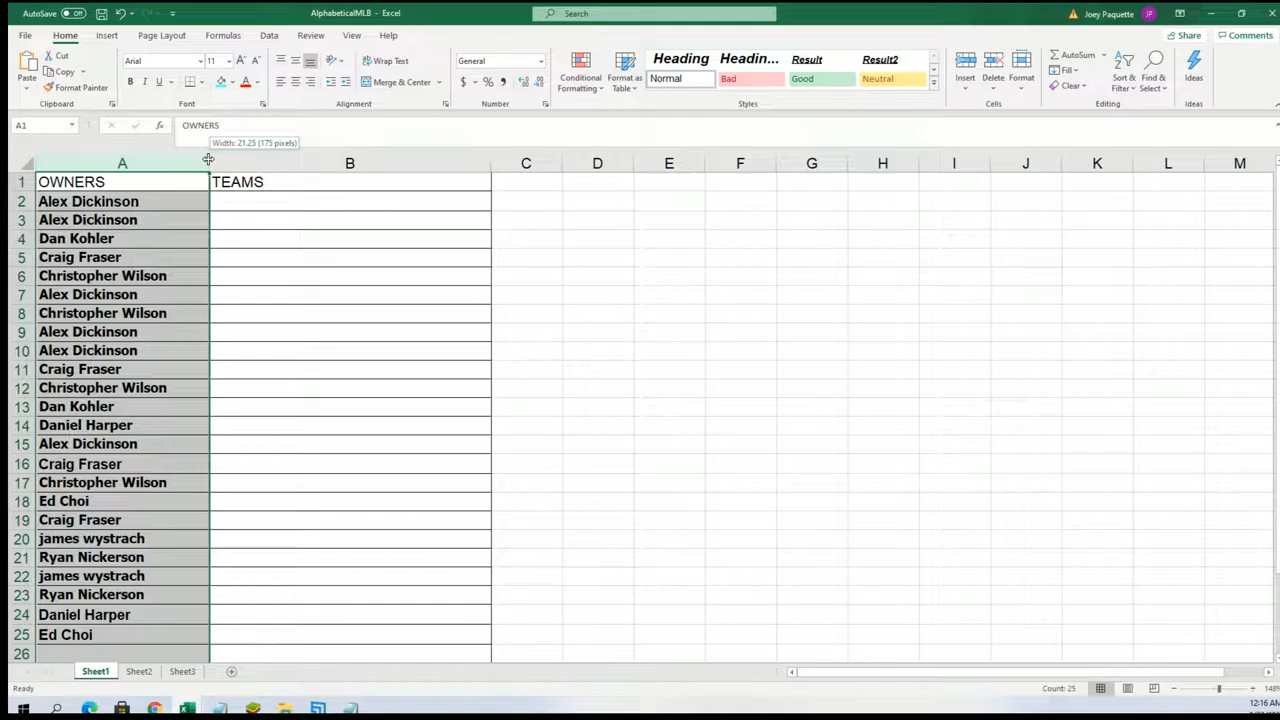 AutoSave Off AlphabeticalMLB - Excel Search Joey Paquette JP
File Home Insert Page Layout Formulas Data Review View Help Share Comments
Paste Cut Copy Format Painter Clipboard
Arial 11 A A B I U A Font
Wrap Text Merge & Center Alignment
General $ % Number
Conditional Formatting Format as Table
Heading Headin... Result Result2
Normal Bad Good Neutral
Styles
Insert Delete Format Cells
AutoSum Fill Clear Sort & Filter Find & Select Editing
Ideas Ideas
A1 fx OWNERS
Width: 21.25 (175 pixels)
A B C D E F G H I J K L M
1 OWNERS TEAMS
2 Alex Dickinson
3 Alex Dickinson
4 Dan Kohler
5 Craig Fraser
6 Christopher Wilson
7 Alex Dickinson
8 Christopher Wilson
9 Alex Dickinson
10 Alex Dickinson
11 Craig Fraser
12 Christopher Wilson
13 Dan Kohler
14 Daniel Harper
15 Alex Dickinson
16 Craig Fraser
17 Christopher Wilson
18 Ed Choi
19 Craig Fraser
20 james wystrach
21 Ryan Nickerson
22 james wystrach
23 Ryan Nickerson
24 Daniel Harper
25 Ed Choi
26
Sheet1 Sheet2 Sheet3
Ready Count: 25
12:16 AM